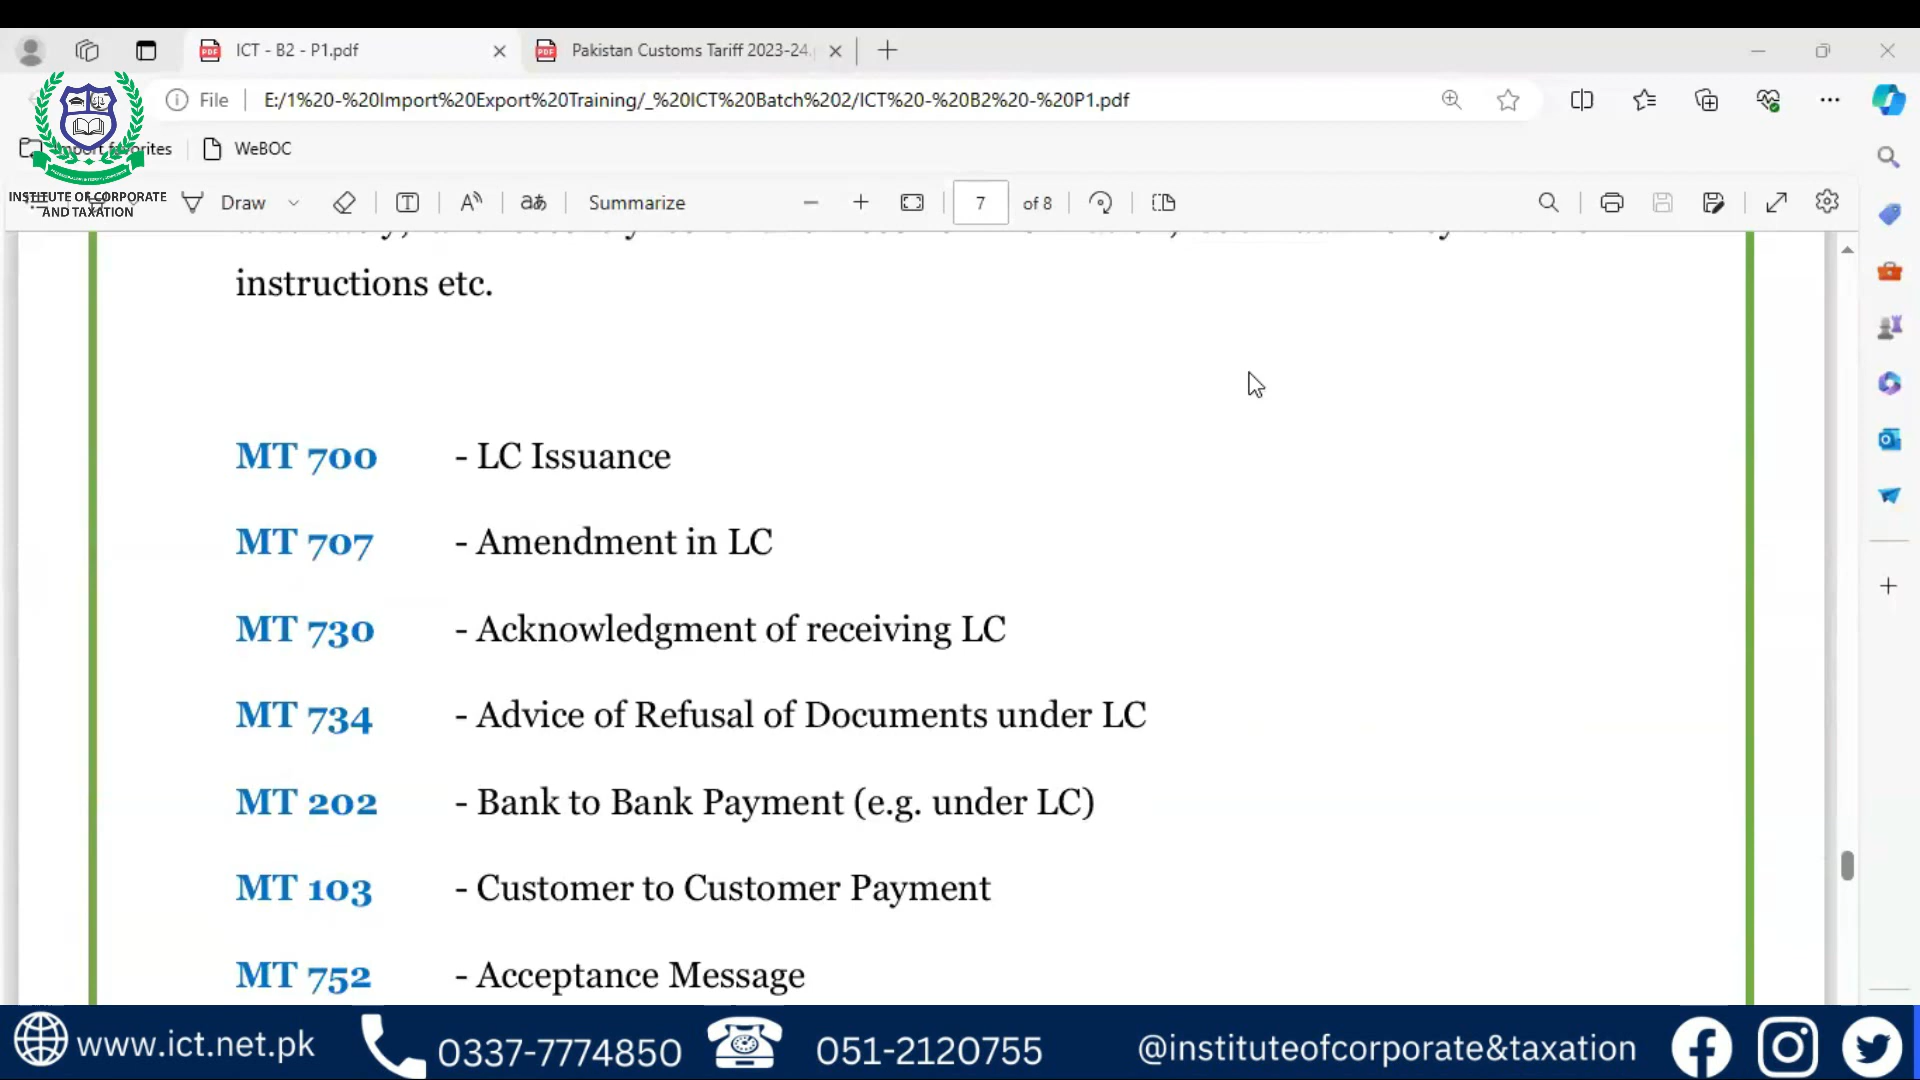 ICT - B2 - P1.pdf
Pakistan Customs Tariff 2023-24.
File
E:/1%20-%20Import%20Export%20Training/_%20ICT%20Batch%202/ICT%20-%20B2%20-%20P1.pdf
favorites
WeBOC
INSTITUTE OF CORPORATE
AND TAXATION
Draw
Summarize
7
of 8
instructions etc.
MT 700 - LC Issuance
MT 707 - Amendment in LC
MT 730 - Acknowledgment of receiving LC
MT 734 - Advice of Refusal of Documents under LC
MT 202 - Bank to Bank Payment (e.g. under LC)
MT 103 - Customer to Customer Payment
MT 752 - Acceptance Message
www.ict.net.pk
0337-7774850
051-2120755
@instituteofcorporate&taxation